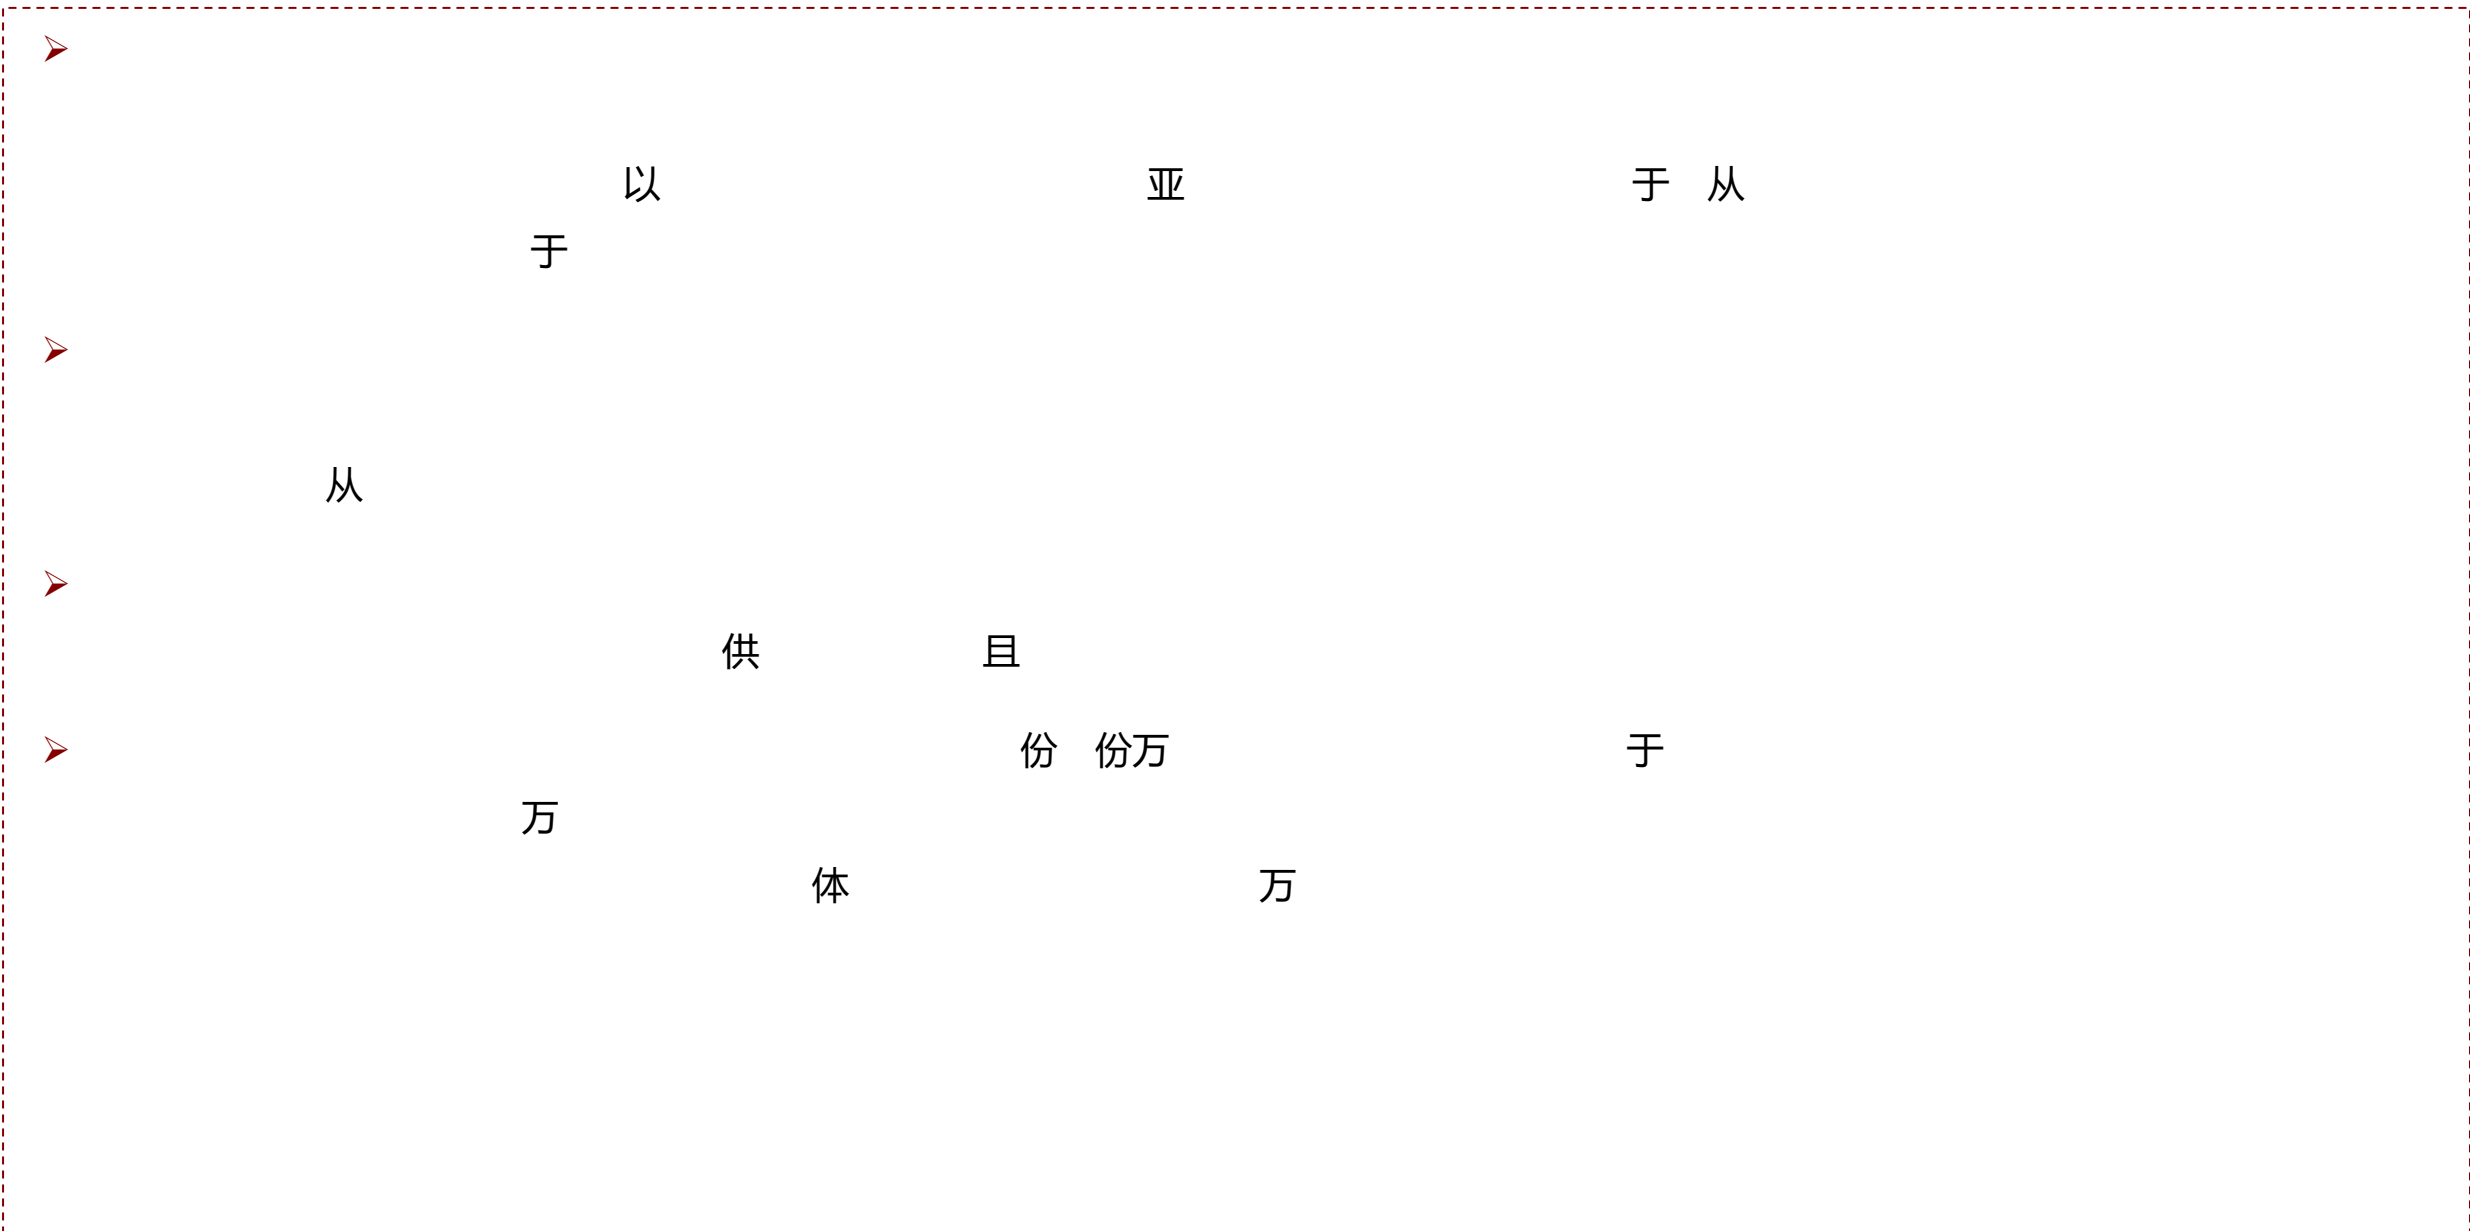 以 亚 于 从
于
从
供 且
份 份万 于
万
体 万